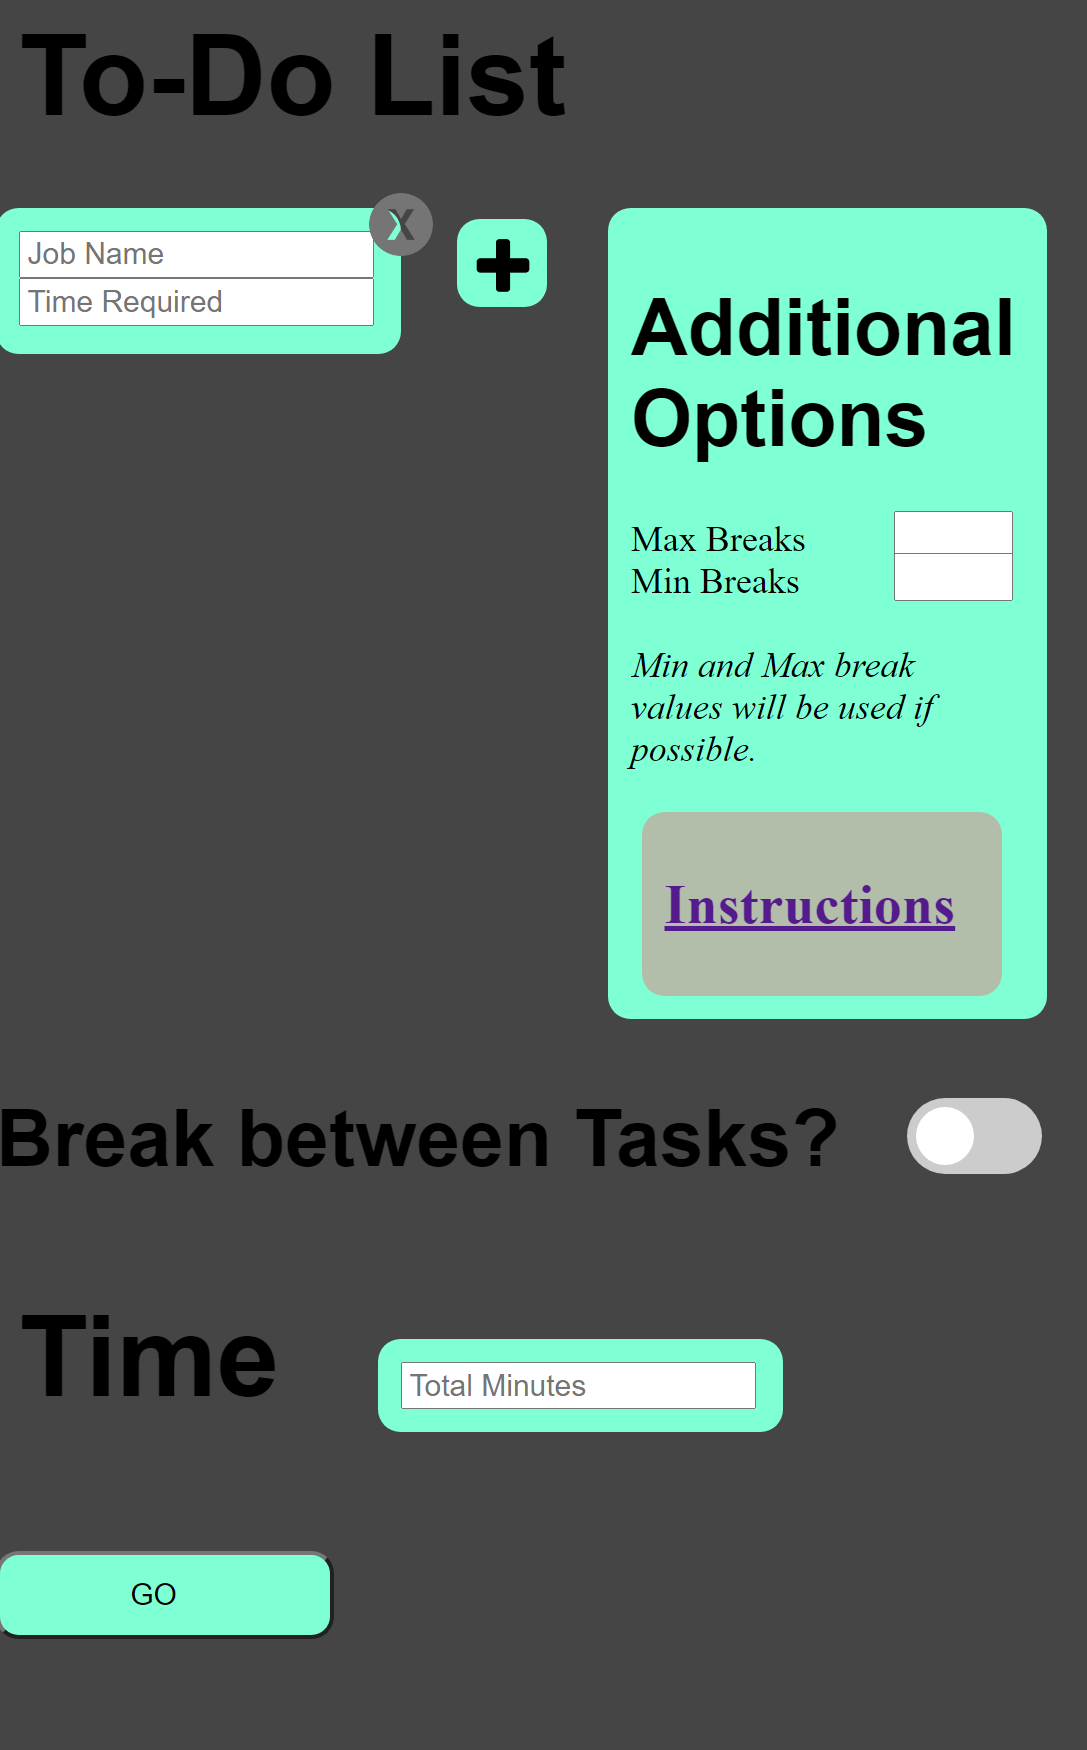 To-Do List
X
Job Name
Time Required
Additional
Options
Max Breaks
Min Breaks
Min and Max break
values will be used if
possible.
Instructions
Break between Tasks?
Time
Total Minutes
GO